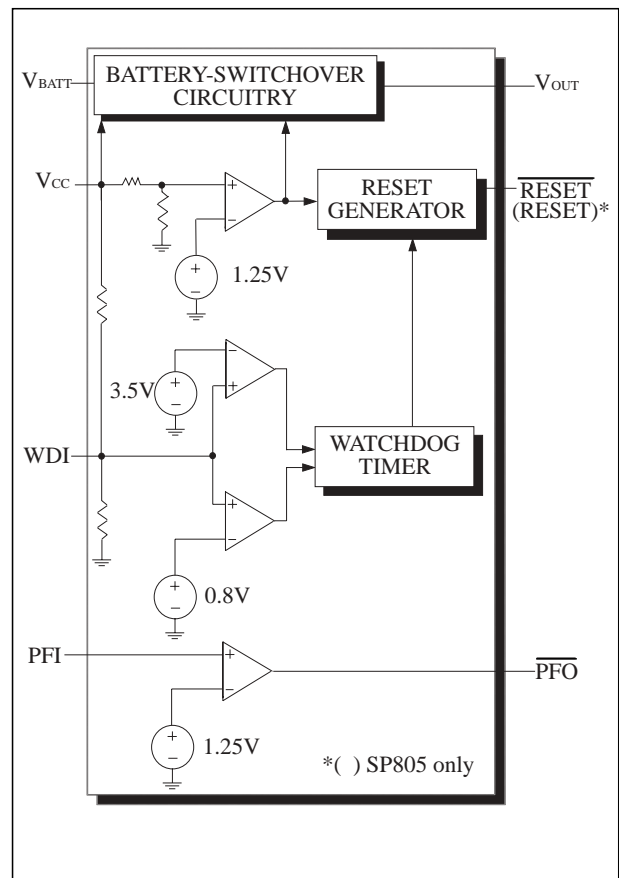 VBATT
BATTERY-SWITCHOVER
CIRCUITRY
VOUT
VCC
+
−
RESET
GENERATOR
RESET
(RESET)*
+
−
1.25V
−
+
+
−
3.5V
WDI
WATCHDOG
TIMER
+
−
+
−
0.8V
PFI
+
−
PFO
+
−
1.25V
*( ) SP805 only